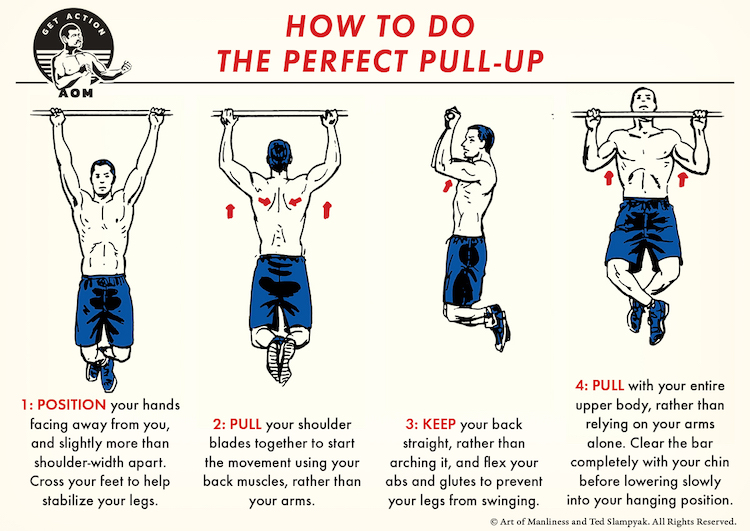 GET ACTION
AOM
HOW TO DO
THE PERFECT PULL-UP
1: POSITION your hands
facing away from you,
and slightly more than
shoulder-width apart.
Cross your feet to help
stabilize your legs.
2: PULL your shoulder
blades together to start
the movement using your
back muscles, rather than
your arms.
3: KEEP your back
straight, rather than
arching it, and flex your
abs and glutes to prevent
your legs from swinging.
4: PULL with your entire
upper body, rather than
relying on your arms
alone. Clear the bar
completely with your chin
before lowering slowly
into your hanging position.
© Art of Manliness and Ted Slampyak. All Rights Reserved.